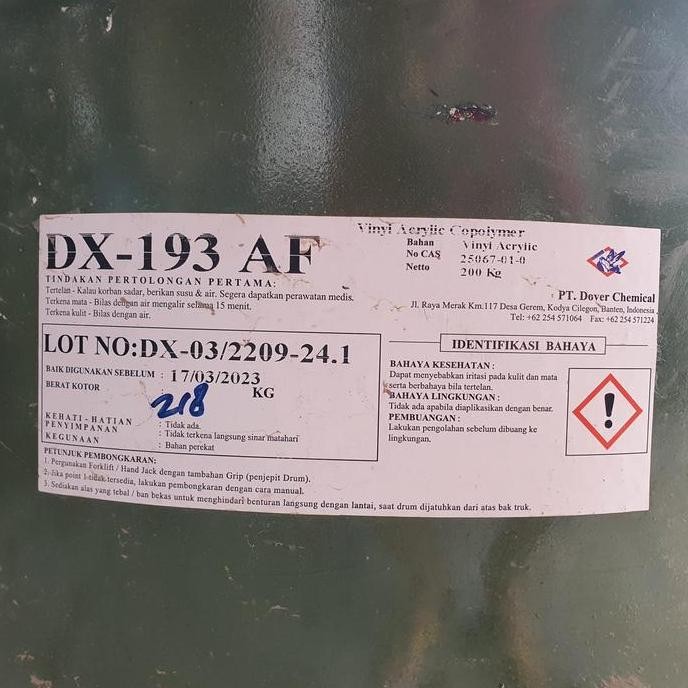 DX-193 AF
Vinyl Acrylic Copolymer
Bahan Vinyl Acrylic
No CAS 25067-01-0
Netto 200 Kg
TINDAKAN PERTOLONGAN PERTAMA:
Tertelan - Kalau korban sadar, berikan susu & air. Segera dapatkan perawatan medis.
Terkena mata - Bilas dengan air mengalir selama 15 menit.
Terkena kulit - Bilas dengan air.
PT. Dover Chemical
Jl. Raya Merak Km.117 Desa Gerem, Kodya Cilegon, Banten, Indonesia
Tel: +62 254 571064 Fax: +62 254 571224
LOT NO:DX-03/2209-24.1
BAIK DIGUNAKAN SEBELUM : 17/03/2023
BERAT KOTOR 218 KG
KEHATI-HATIAN : Tidak ada.
PENYIMPANAN : Tidak terkena langsung sinar matahari
KEGUNAAN : Bahan perekat
IDENTIFIKASI BAHAYA
BAHAYA KESEHATAN :
Dapat menyebabkan iritasi pada kulit dan mata
serta berbahaya bila tertelan.
BAHAYA LINGKUNGAN :
Tidak ada apabila diaplikasikan dengan benar.
PEMBUANGAN :
Lakukan pengolahan sebelum dibuang ke
lingkungan.
!
PETUNJUK PEMBONGKARAN:
1. Pergunakan Forklift / Hand Jack dengan tambahan Grip (penjepit Drum).
2. Jika point 1 tidak tersedia, lakukan pembongkaran dengan cara manual.
3. Sediakan alas yang tebal / ban bekas untuk menghindari benturan langsung dengan lantai, saat drum dijatuhkan dari atas bak truk.